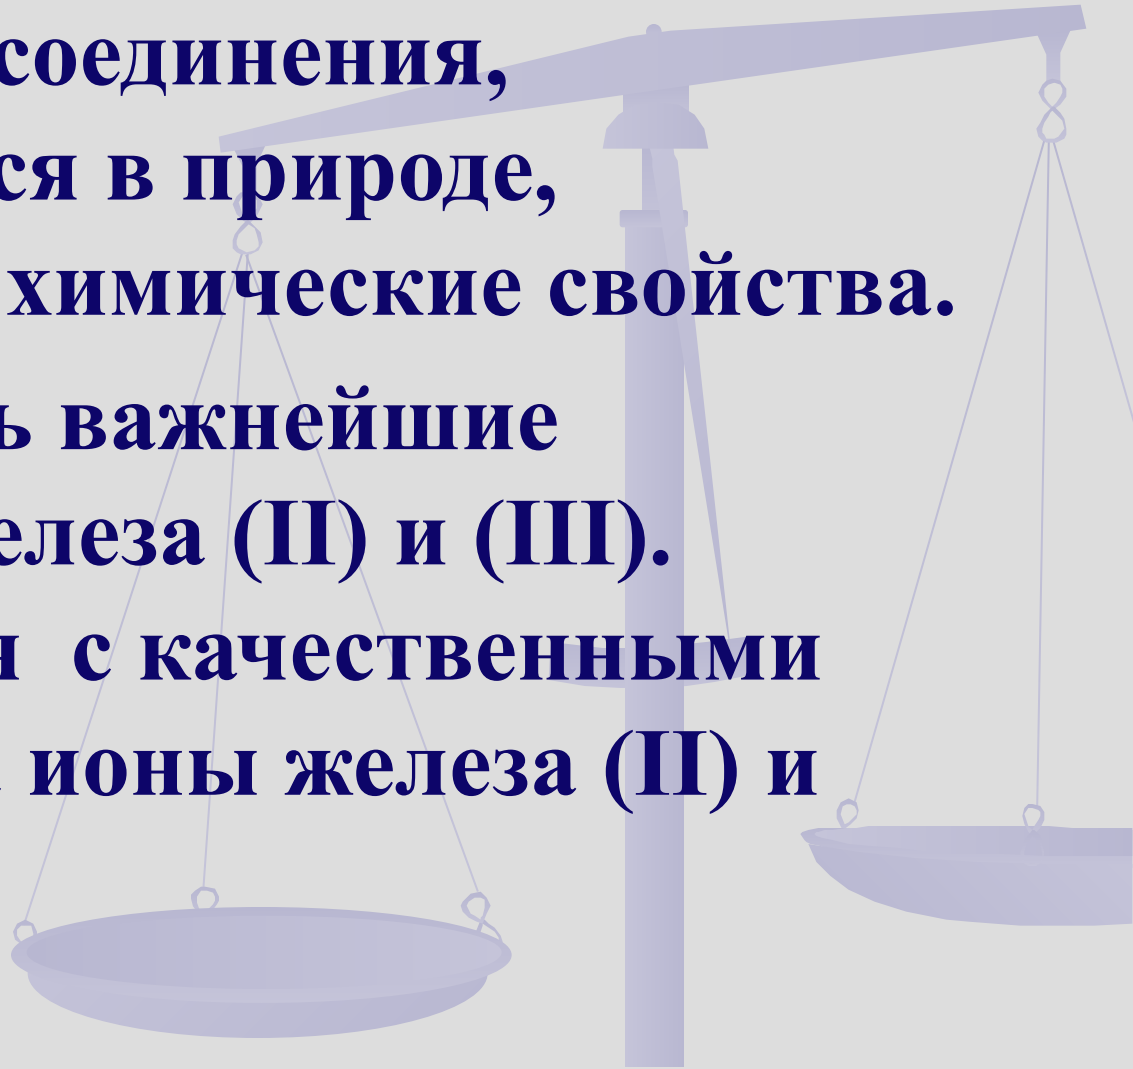 соединения,
ся в природе,
химические свойства.
ь важнейшие
елеза (II) и (III).
я с качественными
ионы железа (II) и